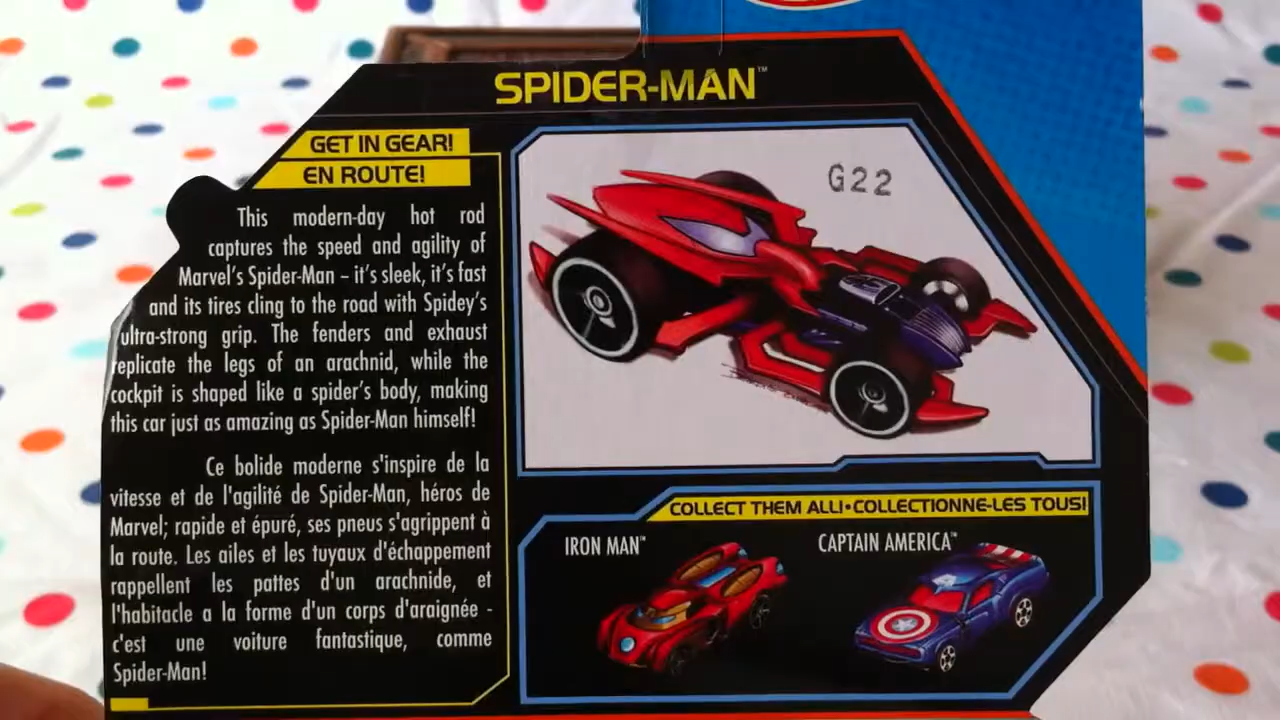 SPIDER-MAN™
GET IN GEAR!
EN ROUTE!
This modern-day hot rod
captures the speed and agility of
Marvel's Spider-Man – it's sleek, it's fast
and its tires cling to the road with Spidey's
ultra-strong grip. The fenders and exhaust
replicate the legs of an arachnid, while the
cockpit is shaped like a spider's body, making
this car just as amazing as Spider-Man himself!
Ce bolide moderne s'inspire de la
vitesse et de l'agilité de Spider-Man, héros de
Marvel; rapide et épuré, ses pneus s'agrippent à
la route. Les ailes et les tuyaux d'échappement
rappellent les pattes d'un arachnide, et
l'habitacle a la forme d'un corps d'araignée -
c'est une voiture fantastique, comme
Spider-Man!
G22
COLLECT THEM ALL!•COLLECTIONNE-LES TOUS!
IRON MAN™
CAPTAIN AMERICA™